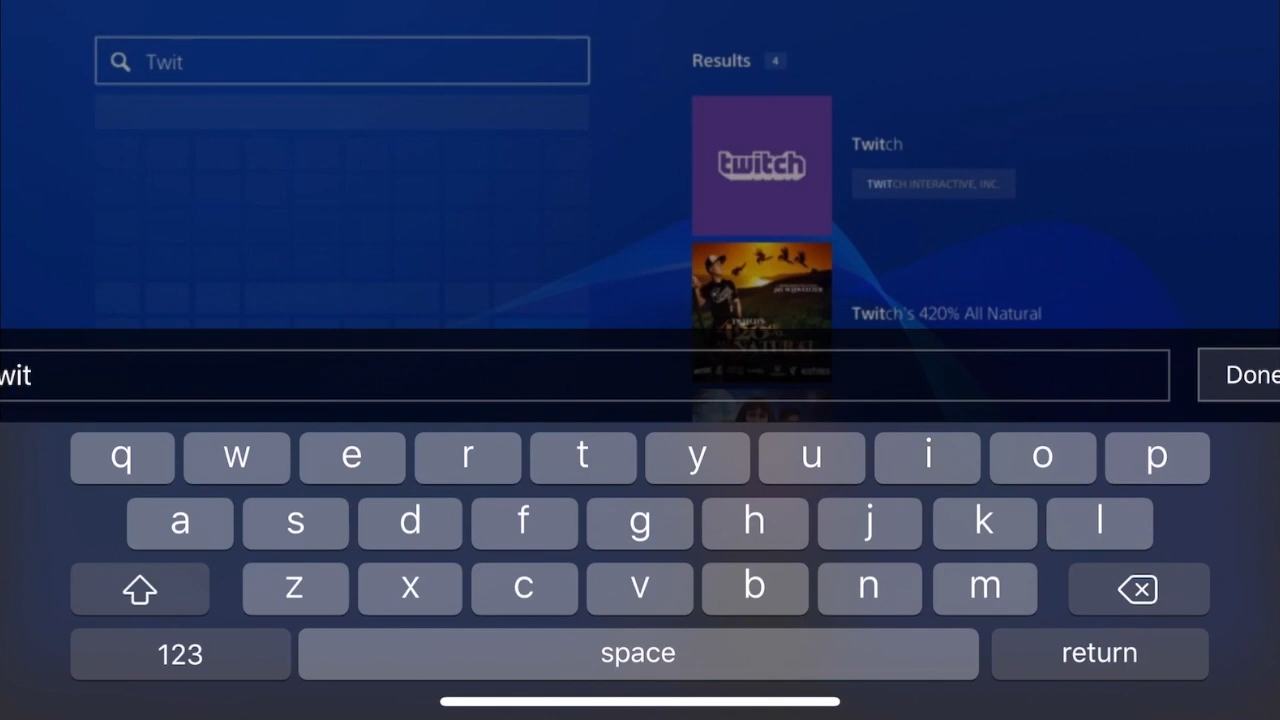 Twit
Results 4
twitch
Twitch
TWITCH INTERACTIVE, INC.
Twitch's 420% All Natural
wit
Done
q w e r t y u i o p
a s d f g h j k l
z x c v b n m
123 space return